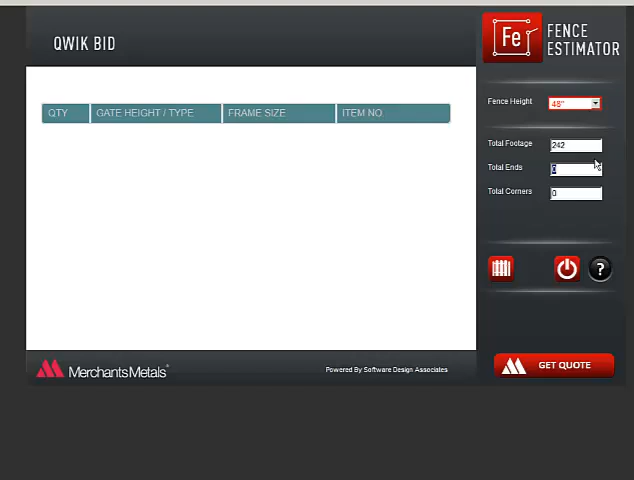 QWIK BID
Fe
FENCE
ESTIMATOR
QTY
GATE HEIGHT / TYPE
FRAME SIZE
ITEM NO.
Fence Height
48"
Total Footage
242
Total Ends
0
Total Corners
0
?
MerchantsMetals
Powered By Software Design Associates
GET QUOTE